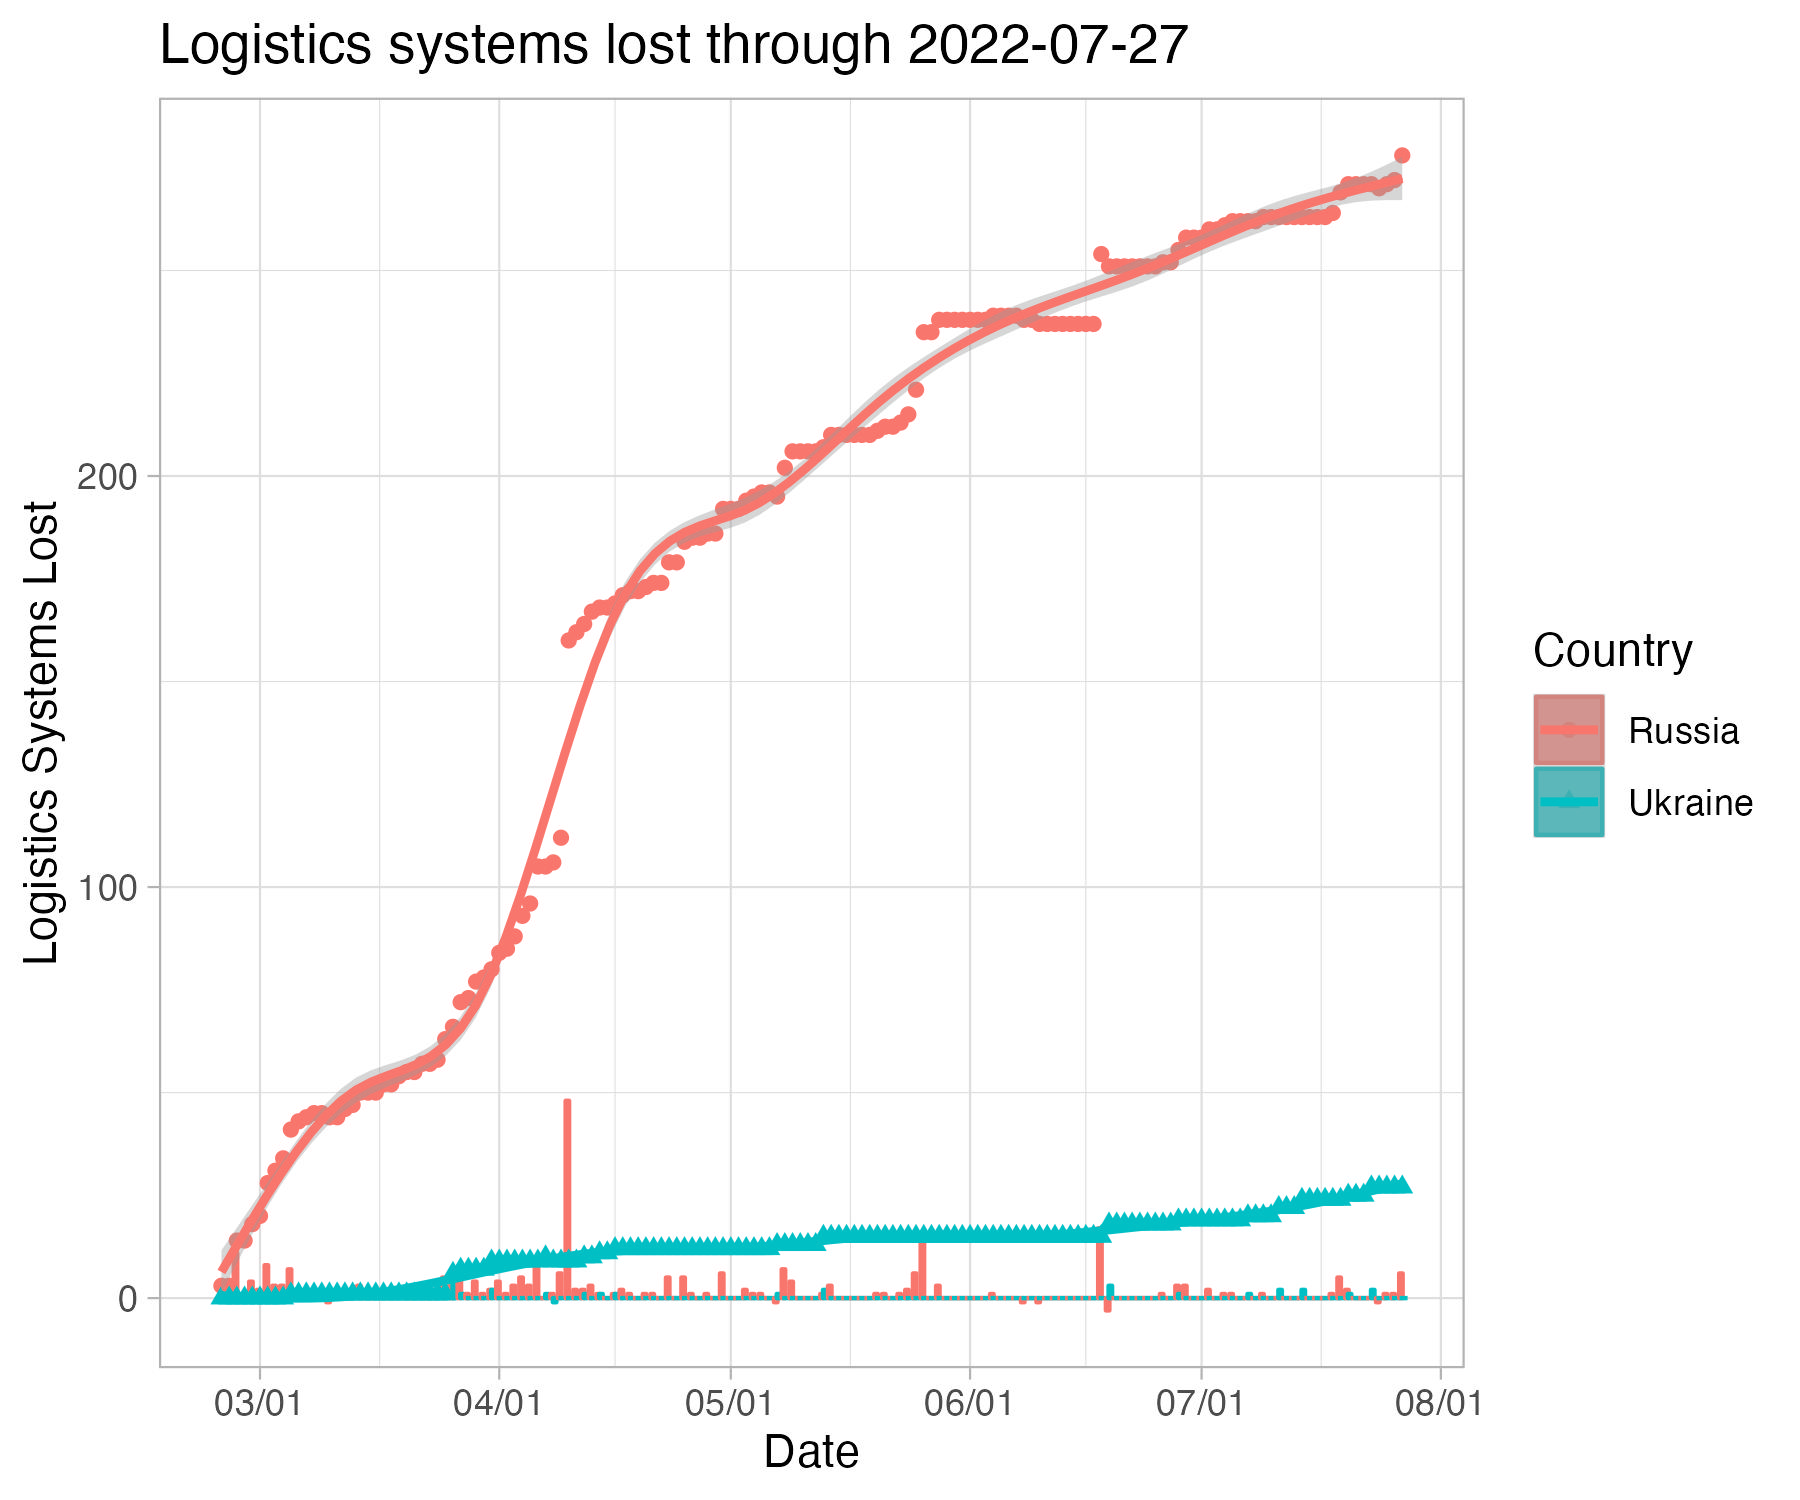 Logistics systems lost through 2022-07-27
Logistics Systems Lost
200
100
0
03/01
04/01
05/01
06/01
07/01
08/01
Date
Country
Russia
Ukraine